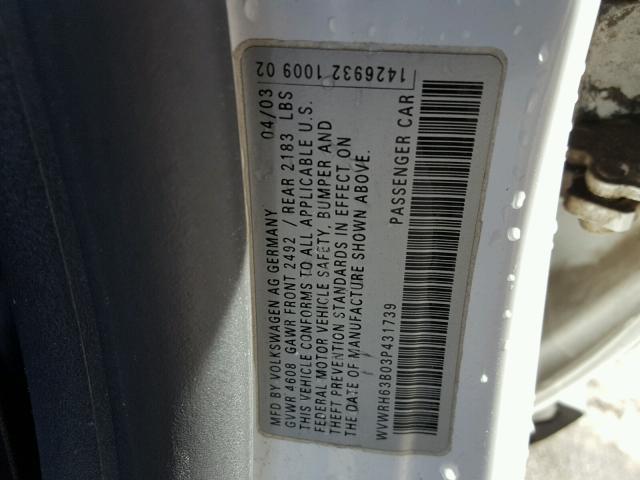 MFD BY VOLKSWAGEN AG GERMANY 04/03
GVWR 4608 GAWR FRONT 2492 / REAR 2183 LBS
THIS VEHICLE CONFORMS TO ALL APPLICABLE U.S.
FEDERAL MOTOR VEHICLE SAFETY, BUMPER AND
THEFT PREVENTION STANDARDS IN EFFECT ON
THE DATE OF MANUFACTURE SHOWN ABOVE.
WVWRH63B03P431739 PASSENGER CAR
1426932 1009 02